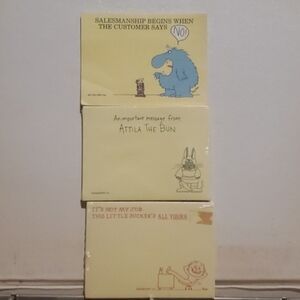 SALESMANSHIP BEGINS WHEN
THE CUSTOMER SAYS
NO!
An important message from
ATTILA THE BUN
IT'S NOT MY JOB
THIS LITTLE SUCKER'S ALL YOURS